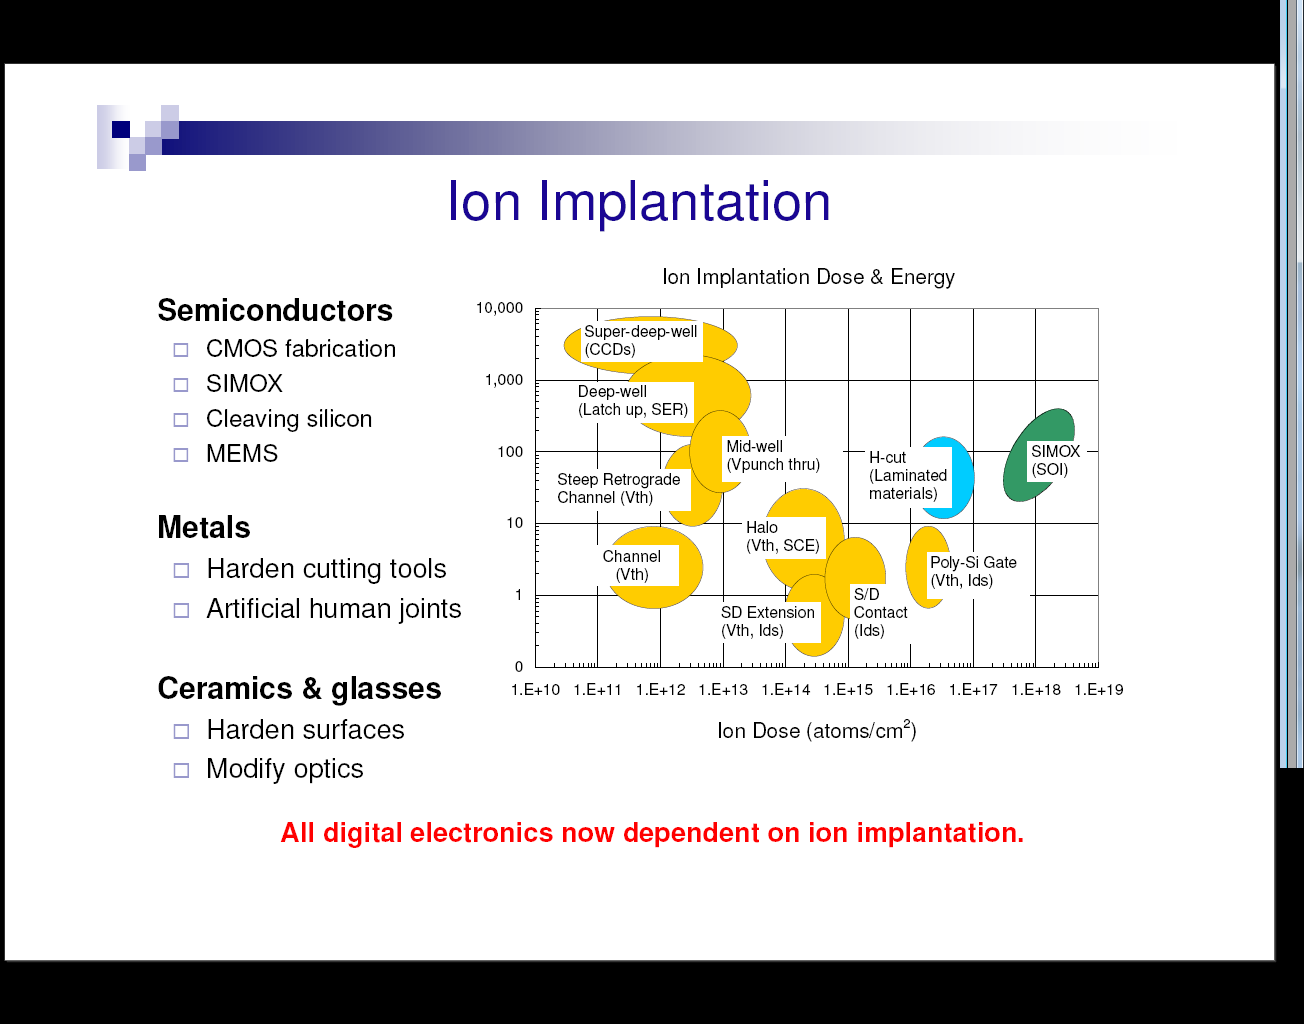 Ion Implantation
Semiconductors
CMOS fabrication
SIMOX
Cleaving silicon
MEMS
Metals
Harden cutting tools
Artificial human joints
Ceramics & glasses
Harden surfaces
Modify optics
Ion Implantation Dose & Energy
10,000
1,000
100
10
1
0
Super-deep-well
(CCDs)
Deep-well
(Latch up, SER)
Mid-well
(Vpunch thru)
Steep Retrograde
Channel (Vth)
Channel
(Vth)
Halo
(Vth, SCE)
SD Extension
(Vth, Ids)
S/D
Contact
(Ids)
H-cut
(Laminated
materials)
Poly-Si Gate
(Vth, Ids)
SIMOX
(SOI)
1.E+10 1.E+11 1.E+12 1.E+13 1.E+14 1.E+15 1.E+16 1.E+17 1.E+18 1.E+19
Ion Dose (atoms/cm²)
All digital electronics now dependent on ion implantation.